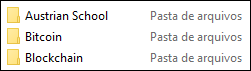 Austrian School Pasta de arquivos
Bitcoin Pasta de arquivos
Blockchain Pasta de arquivos